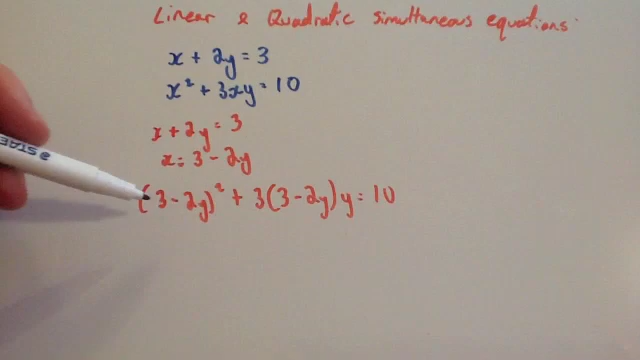 Linear & Quadratic simultaneous equations.
x + 2y = 3
x² + 3xy = 10
x + 2y = 3
x = 3 - 2y
(3 - 2y)² + 3(3 - 2y)y = 10
STAE